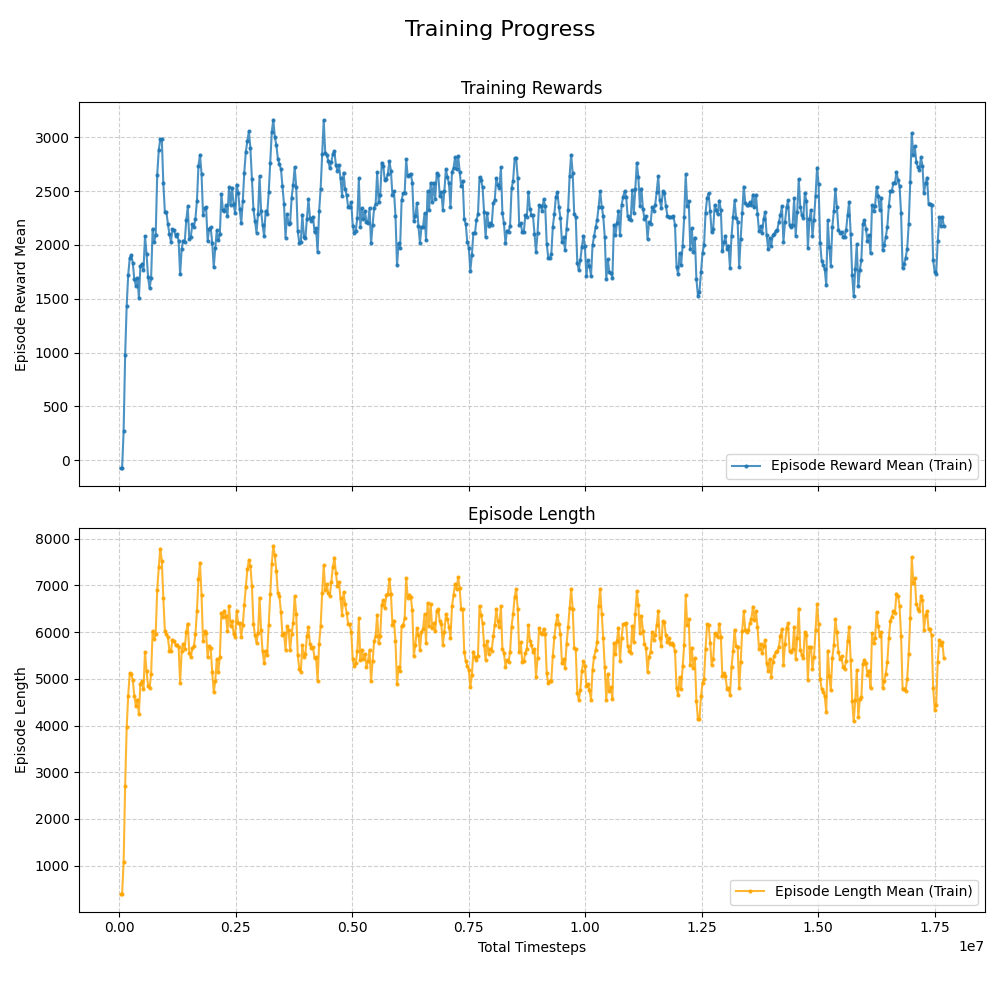 Training Progress
Training Rewards
Episode Reward Mean
3000
2500
2000
1500
1000
500
0
Episode Reward Mean (Train)
Episode Length
Episode Length
8000
7000
6000
5000
4000
3000
2000
1000
Episode Length Mean (Train)
0.00 0.25 0.50 0.75 1.00 1.25 1.50 1.75
Total Timesteps
1e7